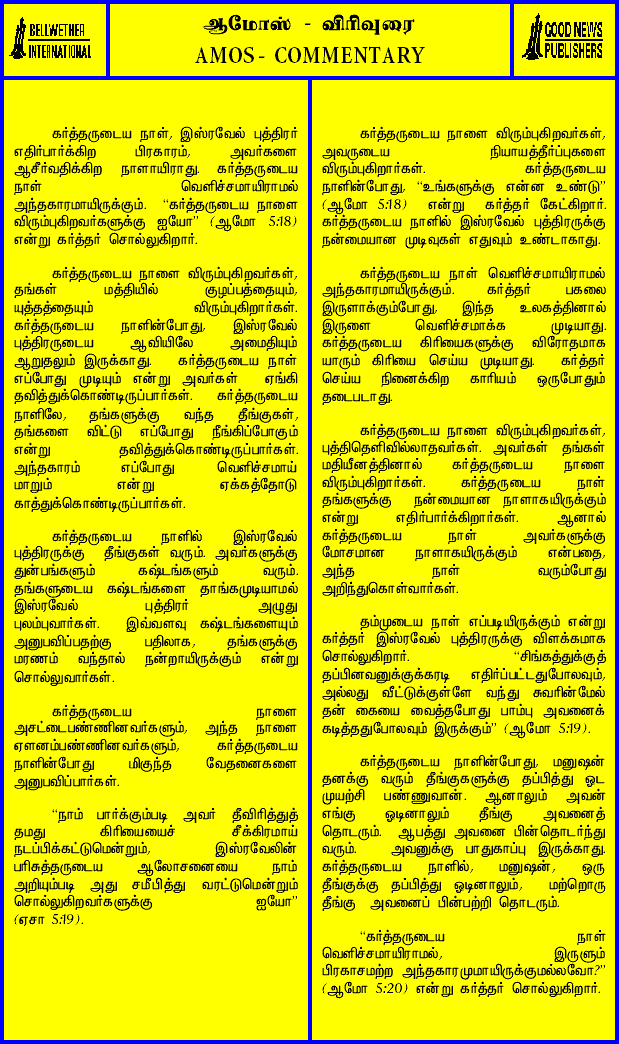 BELLWETHER
INTERNATIONAL
ஆமோஸ் - விரிவுரை
AMOS - COMMENTARY
GOOD NEWS
PUBLISHERS
கர்த்தருடைய நாள், இஸ்ரவேல் புத்திரர்
எதிர்பார்க்கிற பிரகாரம், அவர்களை
ஆசீர்வதிக்கிற நாளாயிராது. கர்த்தருடைய
நாள் வெளிச்சமாயிராமல்
அந்தகாரமாயிருக்கும். “கர்த்தருடைய நாளை
விரும்புகிறவர்களுக்கு ஐயோ” (ஆமோ 5:18)
என்று கர்த்தர் சொல்லுகிறார்.
கர்த்தருடைய நாளை விரும்புகிறவர்கள்,
தங்கள் மத்தியில் குழப்பத்தையும்,
யுத்தத்தையும் விரும்புகிறார்கள்.
கர்த்தருடைய நாளின்போது, இஸ்ரவேல்
புத்திரருடைய ஆவியிலே அமைதியும்
ஆறுதலும் இருக்காது. கர்த்தருடைய நாள்
எப்போது முடியும் என்று அவர்கள் ஏங்கி
தவித்துக்கொண்டிருப்பார்கள். கர்த்தருடைய
நாளிலே, தங்களுக்கு வந்த தீங்குகள்,
தங்களை விட்டு எப்போது நீங்கிப்போகும்
என்று தவித்துக்கொண்டிருப்பார்கள்.
அந்தகாரம் எப்போது வெளிச்சமாய்
மாறும் என்று ஏக்கத்தோடு
காத்துக்கொண்டிருப்பார்கள்.
கர்த்தருடைய நாளில் இஸ்ரவேல்
புத்திரருக்கு தீங்குகள் வரும். அவர்களுக்கு
துன்பங்களும் கஷ்டங்களும் வரும்.
தங்களுடைய கஷ்டங்களை தாங்கமுடியாமல்
இஸ்ரவேல் புத்திரர் அழுது
புலம்புவார்கள். இவ்வளவு கஷ்டங்களையும்
அனுபவிப்பதற்கு பதிலாக, தங்களுக்கு
மரணம் வந்தால் நன்றாயிருக்கும் என்று
சொல்லுவார்கள்.
கர்த்தருடைய நாளை
அசட்டைபண்ணினவர்களும், அந்த நாளை
ஏளனம்பண்ணினவர்களும், கர்த்தருடைய
நாளின்போது மிகுந்த வேதனைகளை
அனுபவிப்பார்கள்.
“நாம் பார்க்கும்படி அவர் தீவிரித்துத்
தமது கிரியையைச் சீக்கிரமாய்
நடப்பிக்கட்டுமென்றும், இஸ்ரவேலின்
பரிசுத்தருடைய ஆலோசனையை நாம்
அறியும்படி அது சமீபித்து வரட்டுமென்றும்
சொல்லுகிறவர்களுக்கு ஐயோ”
(ஏசா 5:19).
கர்த்தருடைய நாளை விரும்புகிறவர்கள்,
அவருடைய நியாயத்தீர்ப்புகளை
விரும்புகிறார்கள். கர்த்தருடைய
நாளின்போது, “உங்களுக்கு என்ன உண்டு”
(ஆமோ 5:18) என்று கர்த்தர் கேட்கிறார்.
கர்த்தருடைய நாளில் இஸ்ரவேல் புத்திரருக்கு
நன்மையான முடிவுகள் எதுவும் உண்டாகாது.
கர்த்தருடைய நாள் வெளிச்சமாயிராமல்
அந்தகாரமாயிருக்கும். கர்த்தர் பகலை
இருளாக்கும்போது, இந்த உலகத்தினால்
இருளை வெளிச்சமாக்க முடியாது.
கர்த்தருடைய கிரியைகளுக்கு விரோதமாக
யாரும் கிரியை செய்ய முடியாது. கர்த்தர்
செய்ய நினைக்கிற காரியம் ஒருபோதும்
தடைபடாது.
கர்த்தருடைய நாளை விரும்புகிறவர்கள்,
புத்திதெளிவில்லாதவர்கள். அவர்கள் தங்கள்
மதியீனத்தினால் கர்த்தருடைய நாளை
விரும்புகிறார்கள். கர்த்தருடைய நாள்
தங்களுக்கு நன்மையான நாளாகயிருக்கும்
என்று எதிர்பார்க்கிறார்கள். ஆனால்
கர்த்தருடைய நாள் அவர்களுக்கு
மோசமான நாளாகயிருக்கும் என்பதை,
அந்த நாள் வரும்போது
அறிந்துகொள்வார்கள்.
தம்முடைய நாள் எப்படியிருக்கும் என்று
கர்த்தர் இஸ்ரவேல் புத்திரருக்கு விளக்கமாக
சொல்லுகிறார். “சிங்கத்துக்குத்
தப்பினவனுக்குக்கரடி எதிர்ப்பட்டதுபோலவும்,
அல்லது வீட்டுக்குள்ளே வந்து சுவரின்மேல்
தன் கையை வைத்தபோது பாம்பு அவனைக்
கடித்ததுபோலவும் இருக்கும்” (ஆமோ 5:19).
கர்த்தருடைய நாளின்போது, மனுஷன்
தனக்கு வரும் தீங்குகளுக்கு தப்பித்து ஓட
முயற்சி பண்ணுவான். ஆனாலும் அவன்
எங்கு ஓடினாலும் தீங்கு அவனைத்
தொடரும். ஆபத்து அவனை பின்தொடர்ந்து
வரும். அவனுக்கு பாதுகாப்பு இருக்காது.
கர்த்தருடைய நாளில், மனுஷன், ஒரு
தீங்குக்கு தப்பித்து ஓடினாலும், மற்றொரு
தீங்கு அவனைப் பின்பற்றி தொடரும்.
“கர்த்தருடைய நாள்
வெளிச்சமாயிராமல், இருளும்
பிரகாசமற்ற அந்தகாரமுமாயிருக்குமல்லவோ?”
(ஆமோ 5:20) என்று கர்த்தர் சொல்லுகிறார்.